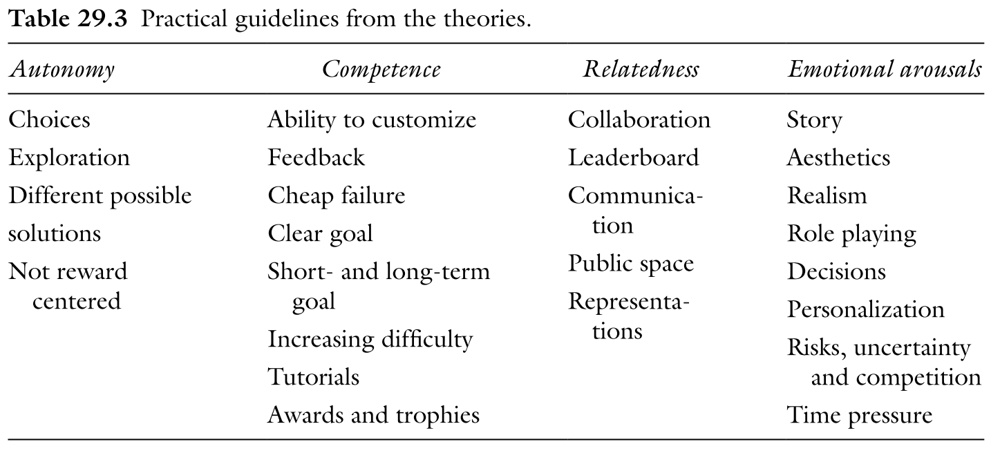 Table 29.3 Practical guidelines from the theories.
Autonomy Competence Relatedness Emotional arousals
Choices Ability to customize Collaboration Story
Exploration Feedback Leaderboard Aesthetics
Different possible Cheap failure Communica- Realism
solutions Clear goal tion Role playing
Not reward Short- and long-term Public space Decisions
centered goal Representa- Personalization
Increasing difficulty tions Risks, uncertainty
Tutorials and competition
Awards and trophies Time pressure